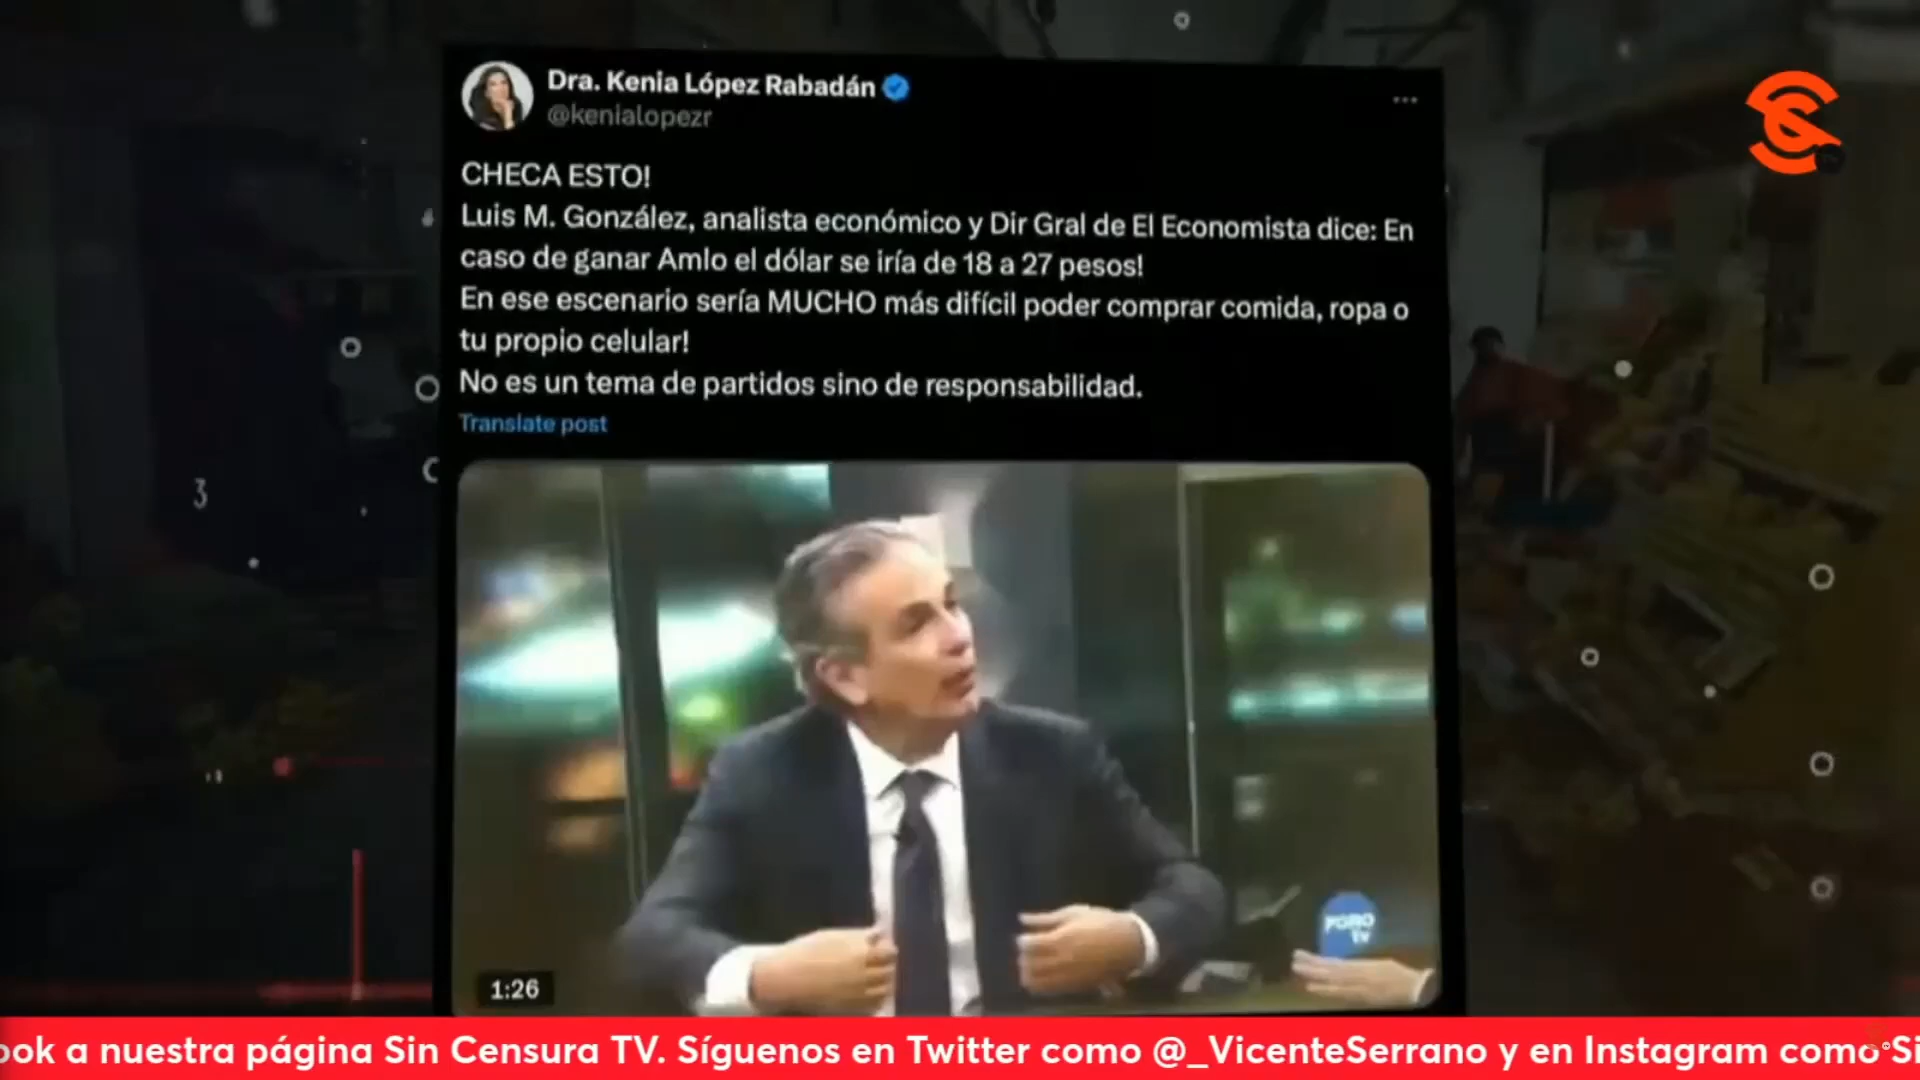 Dra. Kenia López Rabadán
@kenialopezr
CHECA ESTO!
Luis M. González, analista económico y Dir Gral de El Economista dice: En
caso de ganar Amlo el dólar se iría de 18 a 27 pesos!
En ese escenario sería MUCHO más difícil poder comprar comida, ropa o
tu propio celular!
No es un tema de partidos sino de responsabilidad.
Translate post
3
FORO
tv
1:26
ook a nuestra página Sin Censura TV. Síguenos en Twitter como @_VicenteSerrano y en Instagram como Si